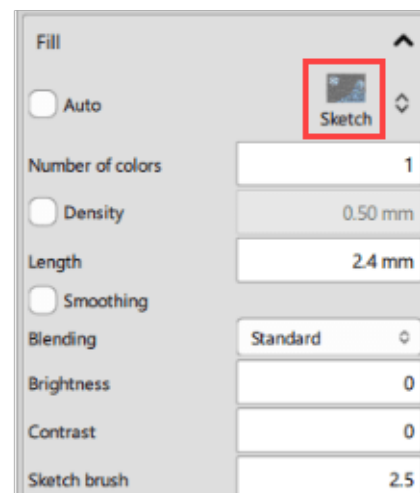 Fill
Auto
Sketch
Number of colors 1
Density 0.50 mm
Length 2.4 mm
Smoothing
Blending Standard
Brightness 0
Contrast 0
Sketch brush 2.5